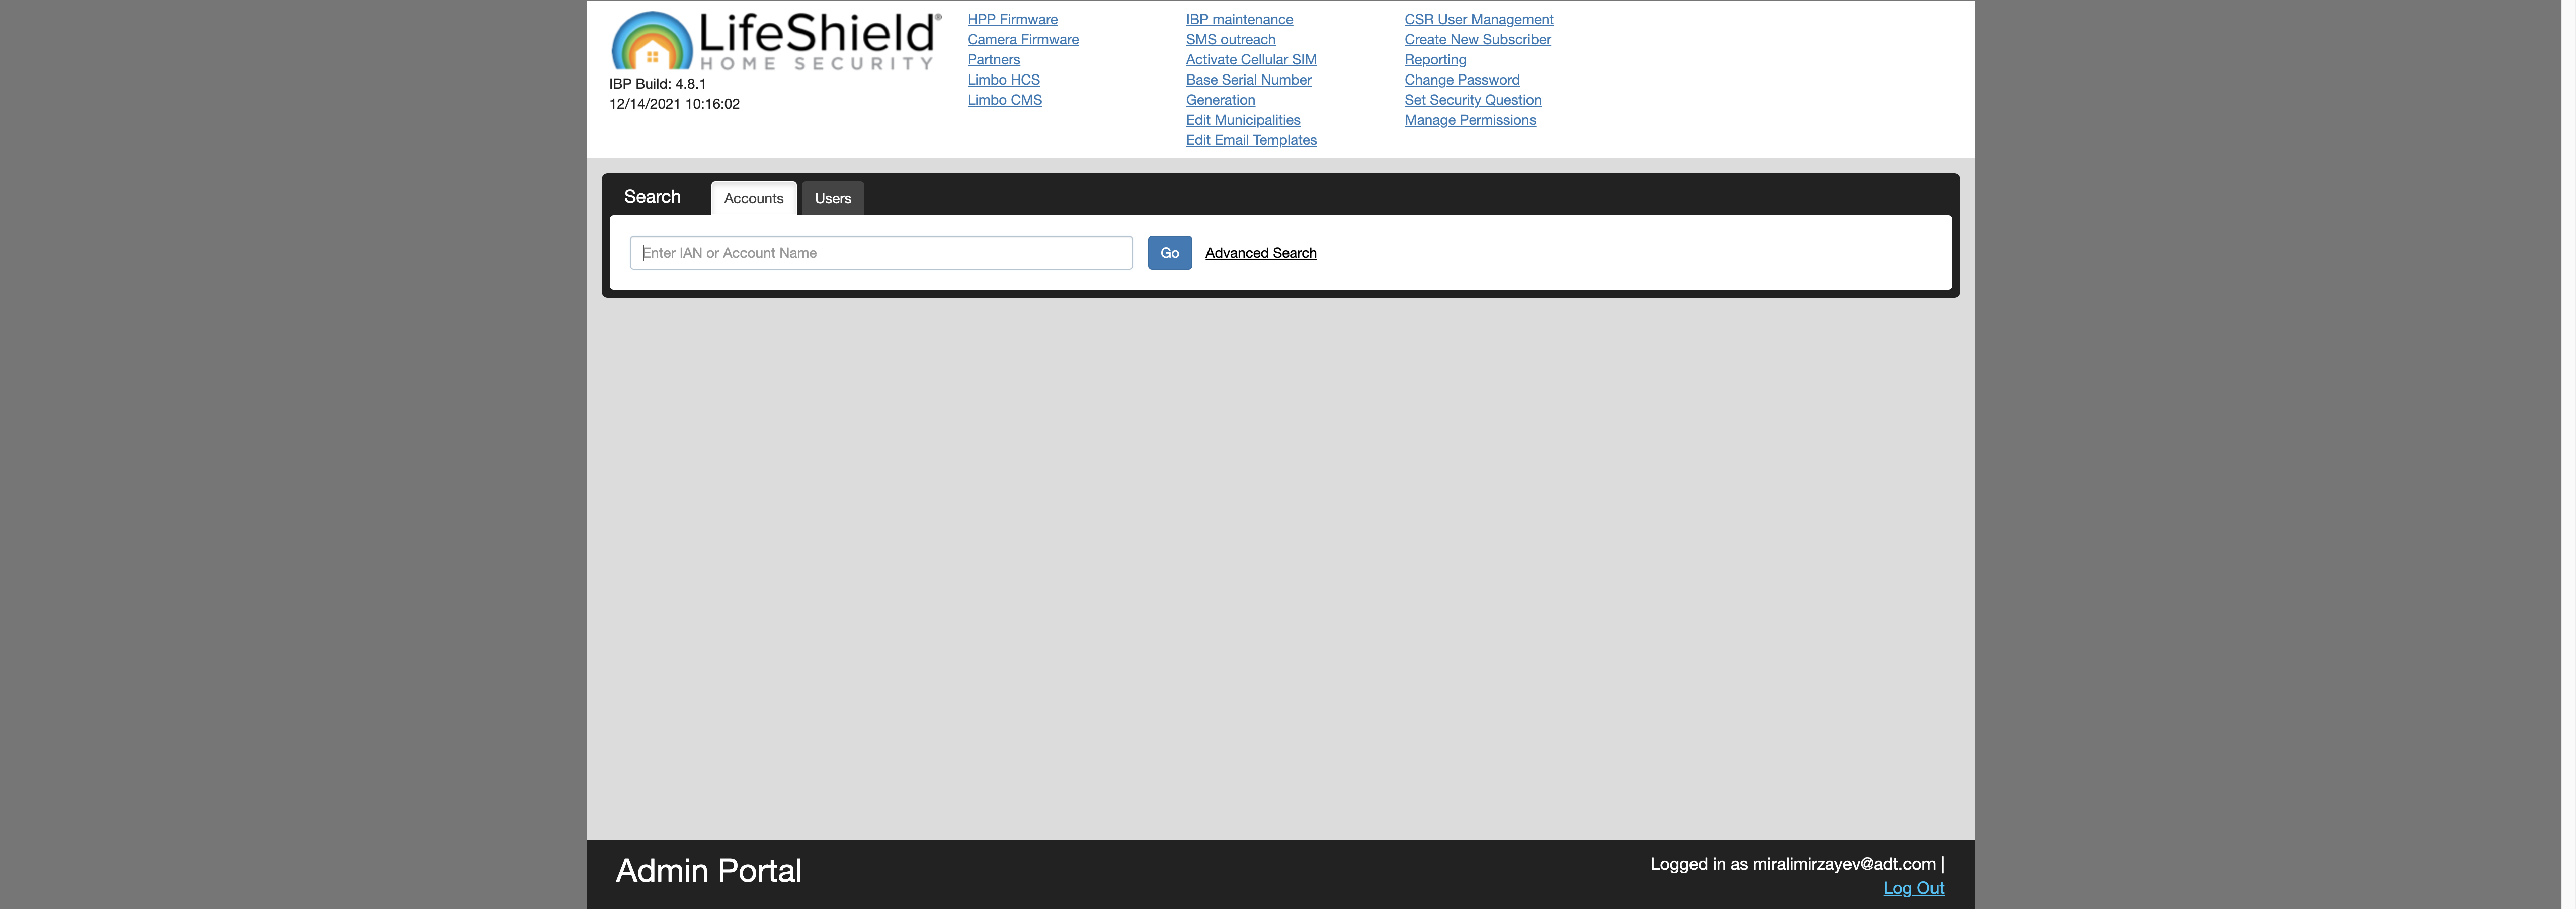 LifeShield®
HOME SECURITY
IBP Build: 4.8.1
12/14/2021 10:16:02
HPP Firmware
Camera Firmware
Partners
Limbo HCS
Limbo CMS
IBP maintenance
SMS outreach
Activate Cellular SIM
Base Serial Number
Generation
Edit Municipalities
Edit Email Templates
CSR User Management
Create New Subscriber
Reporting
Change Password
Set Security Question
Manage Permissions
Search
Accounts
Users
Enter IAN or Account Name
Go
Advanced Search
Admin Portal
Logged in as miralimirzayev@adt.com |
Log Out